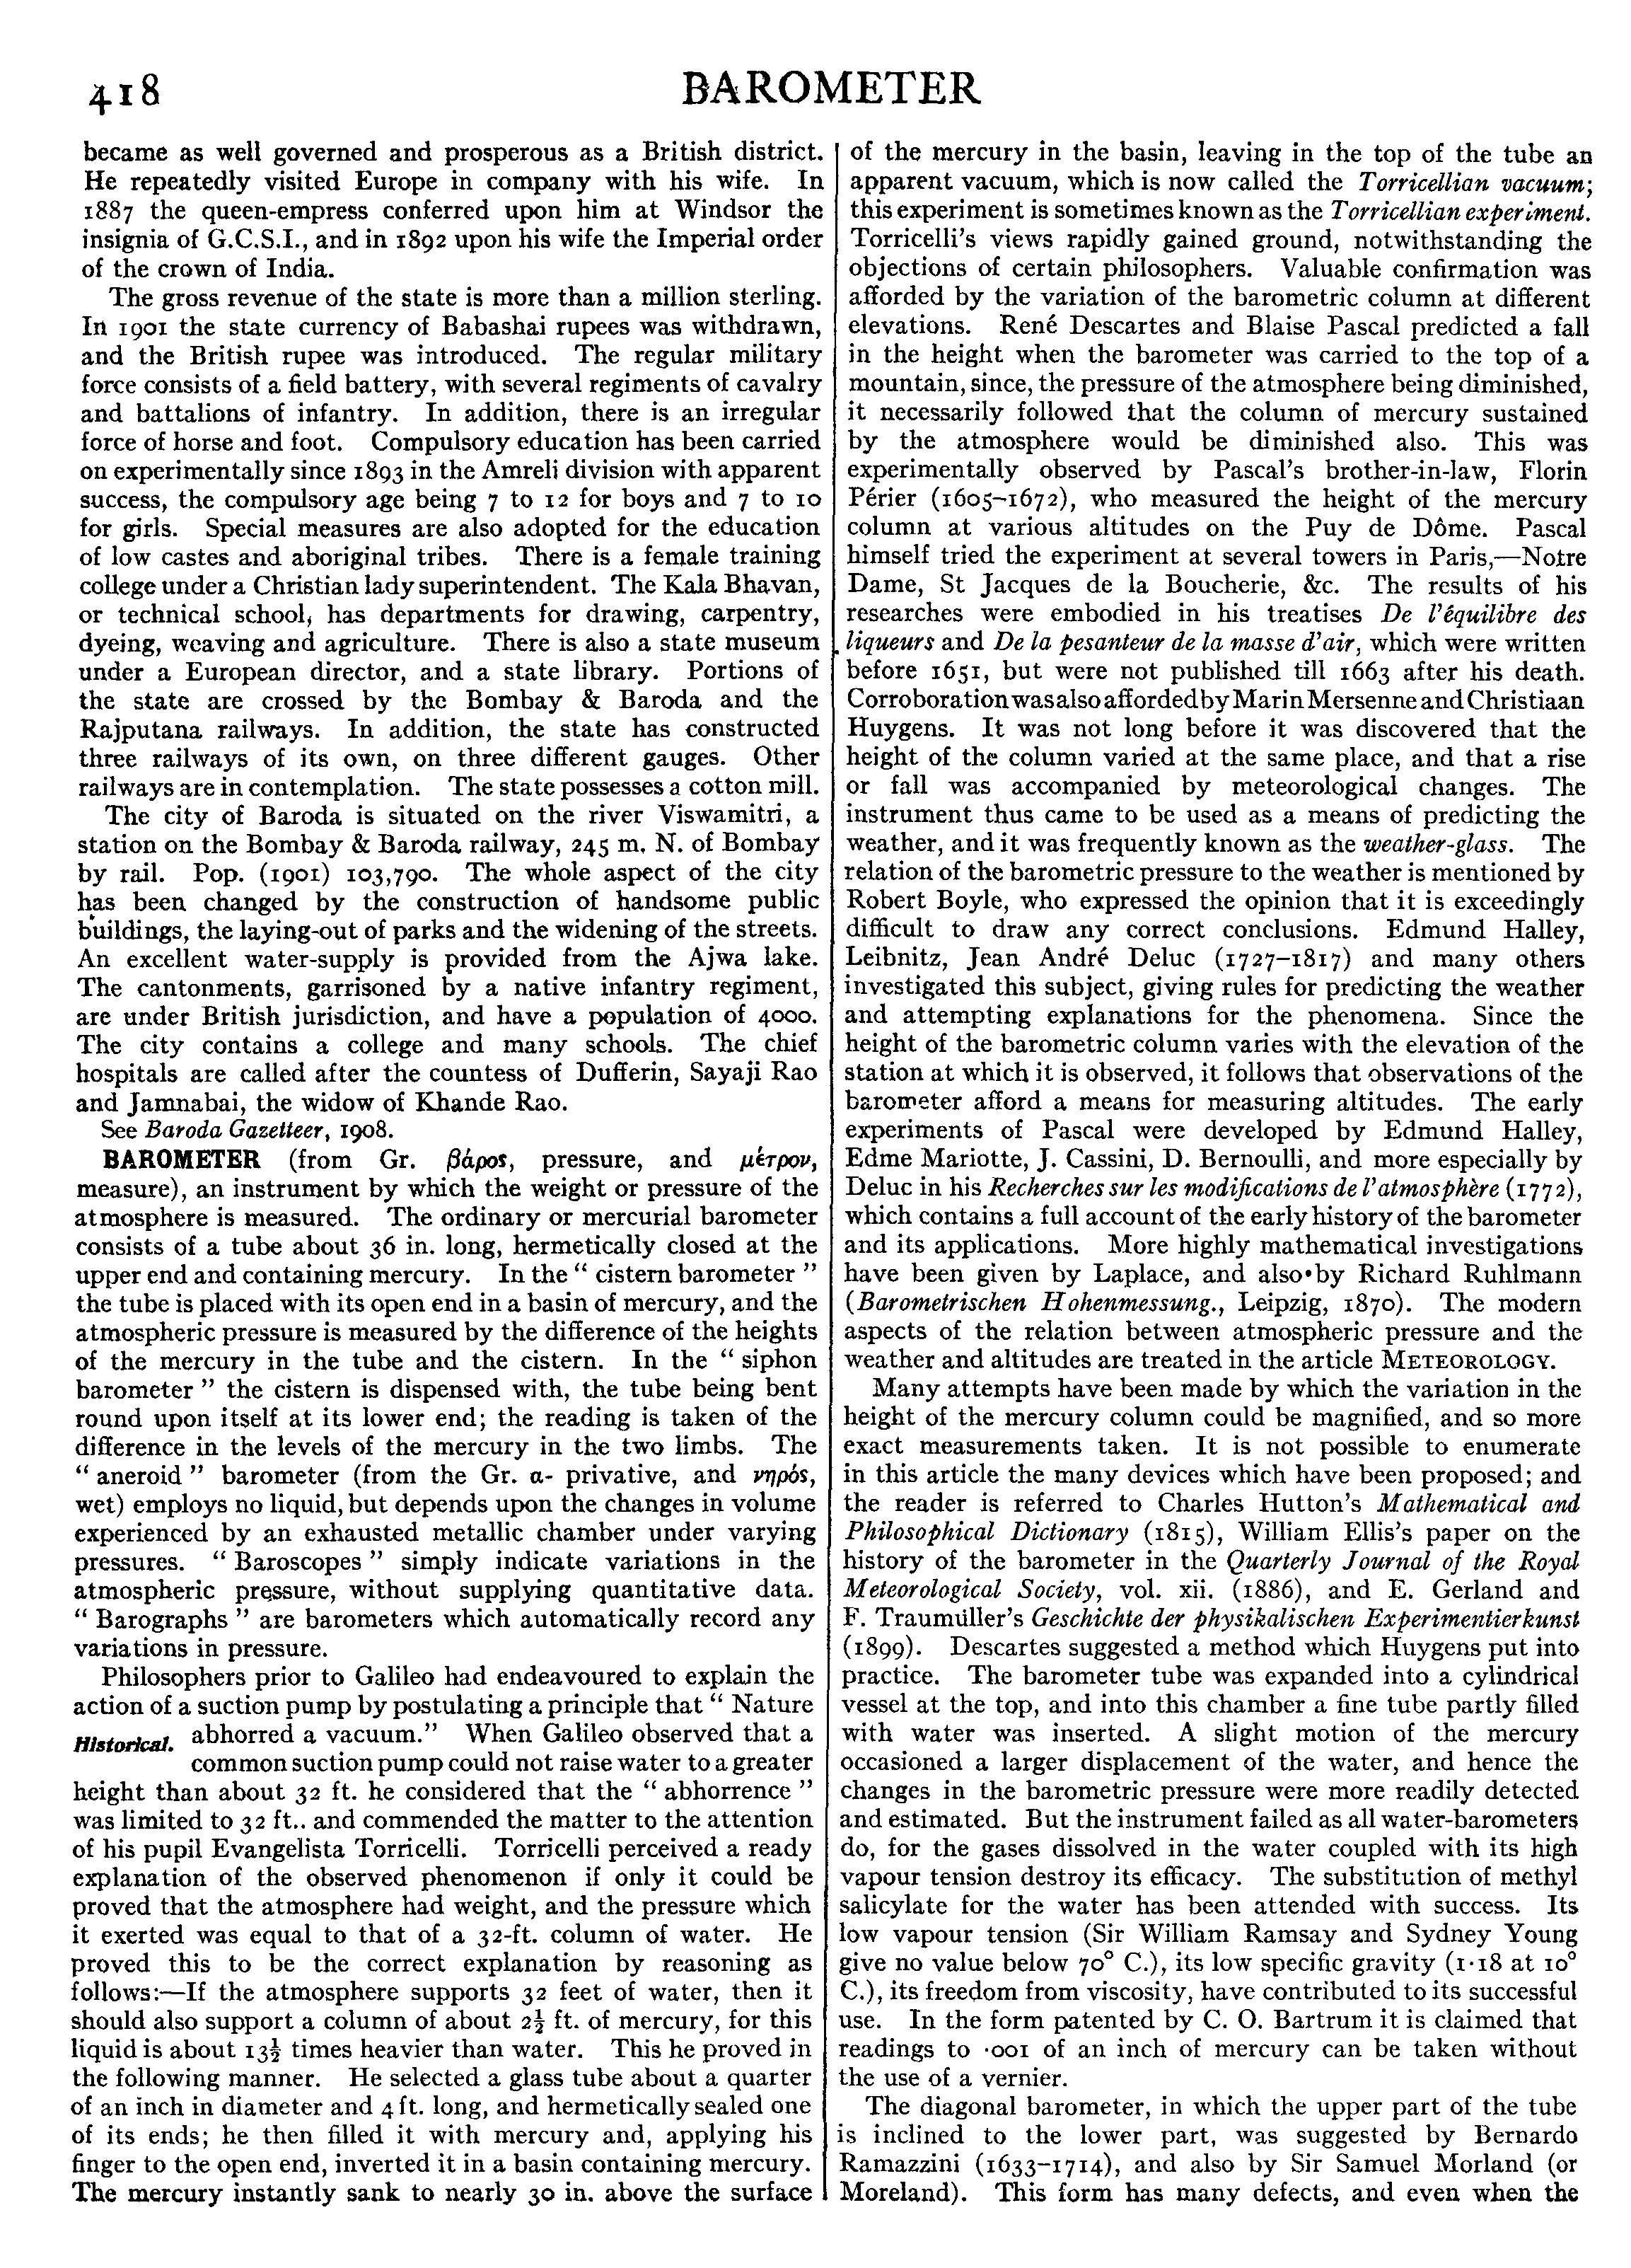 418
BAROMETER
became as well governed and prosperous as a British district.
He repeatedly visited Europe in company with his wife. In
1887 the queen-empress conferred upon him at Windsor the
insignia of G.C.S.I., and in 1892 upon his wife the Imperial order
of the crown of India.
The gross revenue of the state is more than a million sterling.
In 1901 the state currency of Babashai rupees was withdrawn,
and the British rupee was introduced. The regular military
force consists of a field battery, with several regiments of cavalry
and battalions of infantry. In addition, there is an irregular
force of horse and foot. Compulsory education has been carried
on experimentally since 1893 in the Amreli division with apparent
success, the compulsory age being 7 to 12 for boys and 7 to 10
for girls. Special measures are also adopted for the education
of low castes and aboriginal tribes. There is a female training
college under a Christian lady superintendent. The Kala Bhavan,
or technical school, has departments for drawing, carpentry,
dyeing, weaving and agriculture. There is also a state museum
under a European director, and a state library. Portions of
the state are crossed by the Bombay & Baroda and the
Rajputana railways. In addition, the state has constructed
three railways of its own, on three different gauges. Other
railways are in contemplation. The state possesses a cotton mill.
The city of Baroda is situated on the river Viswamitri, a
station on the Bombay & Baroda railway, 245 m. N. of Bombay
by rail. Pop. (1901) 103,790. The whole aspect of the city
has been changed by the construction of handsome public
buildings, the laying-out of parks and the widening of the streets.
An excellent water-supply is provided from the Ajwa lake.
The cantonments, garrisoned by a native infantry regiment,
are under British jurisdiction, and have a population of 4000.
The city contains a college and many schools. The chief
hospitals are called after the countess of Dufferin, Sayaji Rao
and Jamnabai, the widow of Khande Rao.
See Baroda Gazetteer, 1908.
BAROMETER (from Gr. βάρος, pressure, and μέτρον,
measure), an instrument by which the weight or pressure of the
atmosphere is measured. The ordinary or mercurial barometer
consists of a tube about 36 in. long, hermetically closed at the
upper end and containing mercury. In the “ cistern barometer ”
the tube is placed with its open end in a basin of mercury, and the
atmospheric pressure is measured by the difference of the heights
of the mercury in the tube and the cistern. In the “ siphon
barometer ” the cistern is dispensed with, the tube being bent
round upon itself at its lower end; the reading is taken of the
difference in the levels of the mercury in the two limbs. The
“ aneroid ” barometer (from the Gr. α- privative, and νηρός,
wet) employs no liquid, but depends upon the changes in volume
experienced by an exhausted metallic chamber under varying
pressures. “ Baroscopes ” simply indicate variations in the
atmospheric pressure, without supplying quantitative data.
“ Barographs ” are barometers which automatically record any
variations in pressure.
Philosophers prior to Galileo had endeavoured to explain the
action of a suction pump by postulating a principle that “ Nature
Historical. abhorred a vacuum.” When Galileo observed that a
common suction pump could not raise water to a greater
height than about 32 ft. he considered that the “ abhorrence ”
was limited to 32 ft.. and commended the matter to the attention
of his pupil Evangelista Torricelli. Torricelli perceived a ready
explanation of the observed phenomenon if only it could be
proved that the atmosphere had weight, and the pressure which
it exerted was equal to that of a 32-ft. column of water. He
proved this to be the correct explanation by reasoning as
follows:—If the atmosphere supports 32 feet of water, then it
should also support a column of about 2½ ft. of mercury, for this
liquid is about 13½ times heavier than water. This he proved in
the following manner. He selected a glass tube about a quarter
of an inch in diameter and 4 ft. long, and hermetically sealed one
of its ends; he then filled it with mercury and, applying his
finger to the open end, inverted it in a basin containing mercury.
The mercury instantly sank to nearly 30 in. above the surface
of the mercury in the basin, leaving in the top of the tube an
apparent vacuum, which is now called the Torricellian vacuum;
this experiment is sometimes known as the Torricellian experiment.
Torricelli’s views rapidly gained ground, notwithstanding the
objections of certain philosophers. Valuable confirmation was
afforded by the variation of the barometric column at different
elevations. René Descartes and Blaise Pascal predicted a fall
in the height when the barometer was carried to the top of a
mountain, since, the pressure of the atmosphere being diminished,
it necessarily followed that the column of mercury sustained
by the atmosphere would be diminished also. This was
experimentally observed by Pascal’s brother-in-law, Florin
Périer (1605–1672), who measured the height of the mercury
column at various altitudes on the Puy de Dôme. Pascal
himself tried the experiment at several towers in Paris,—Notre
Dame, St Jacques de la Boucherie, &c. The results of his
researches were embodied in his treatises De l’équilibre des
liqueurs and De la pesanteur de la masse d’air, which were written
before 1651, but were not published till 1663 after his death.
Corroboration was also afforded by Marin Mersenne and Christiaan
Huygens. It was not long before it was discovered that the
height of the column varied at the same place, and that a rise
or fall was accompanied by meteorological changes. The
instrument thus came to be used as a means of predicting the
weather, and it was frequently known as the weather-glass. The
relation of the barometric pressure to the weather is mentioned by
Robert Boyle, who expressed the opinion that it is exceedingly
difficult to draw any correct conclusions. Edmund Halley,
Leibnitz, Jean André Deluc (1727–1817) and many others
investigated this subject, giving rules for predicting the weather
and attempting explanations for the phenomena. Since the
height of the barometric column varies with the elevation of the
station at which it is observed, it follows that observations of the
barometer afford a means for measuring altitudes. The early
experiments of Pascal were developed by Edmund Halley,
Edme Mariotte, J. Cassini, D. Bernoulli, and more especially by
Deluc in his Recherches sur les modifications de l’atmosphère (1772),
which contains a full account of the early history of the barometer
and its applications. More highly mathematical investigations
have been given by Laplace, and also by Richard Ruhlmann
(Barometrischen Hohenmessung., Leipzig, 1870). The modern
aspects of the relation between atmospheric pressure and the
weather and altitudes are treated in the article METEOROLOGY.
Many attempts have been made by which the variation in the
height of the mercury column could be magnified, and so more
exact measurements taken. It is not possible to enumerate
in this article the many devices which have been proposed; and
the reader is referred to Charles Hutton’s Mathematical and
Philosophical Dictionary (1815), William Ellis’s paper on the
history of the barometer in the Quarterly Journal of the Royal
Meteorological Society, vol. xii. (1886), and E. Gerland and
F. Traumüller’s Geschichte der physikalischen Experimentierkunst
(1899). Descartes suggested a method which Huygens put into
practice. The barometer tube was expanded into a cylindrical
vessel at the top, and into this chamber a fine tube partly filled
with water was inserted. A slight motion of the mercury
occasioned a larger displacement of the water, and hence the
changes in the barometric pressure were more readily detected
and estimated. But the instrument failed as all water-barometers
do, for the gases dissolved in the water coupled with its high
vapour tension destroy its efficacy. The substitution of methyl
salicylate for the water has been attended with success. Its
low vapour tension (Sir William Ramsay and Sydney Young
give no value below 70° C.), its low specific gravity (1·18 at 10°
C.), its freedom from viscosity, have contributed to its successful
use. In the form patented by C. O. Bartrum it is claimed that
readings to ·001 of an inch of mercury can be taken without
the use of a vernier.
The diagonal barometer, in which the upper part of the tube
is inclined to the lower part, was suggested by Bernardo
Ramazzini (1633–1714), and also by Sir Samuel Morland (or
Moreland). This form has many defects, and even when the